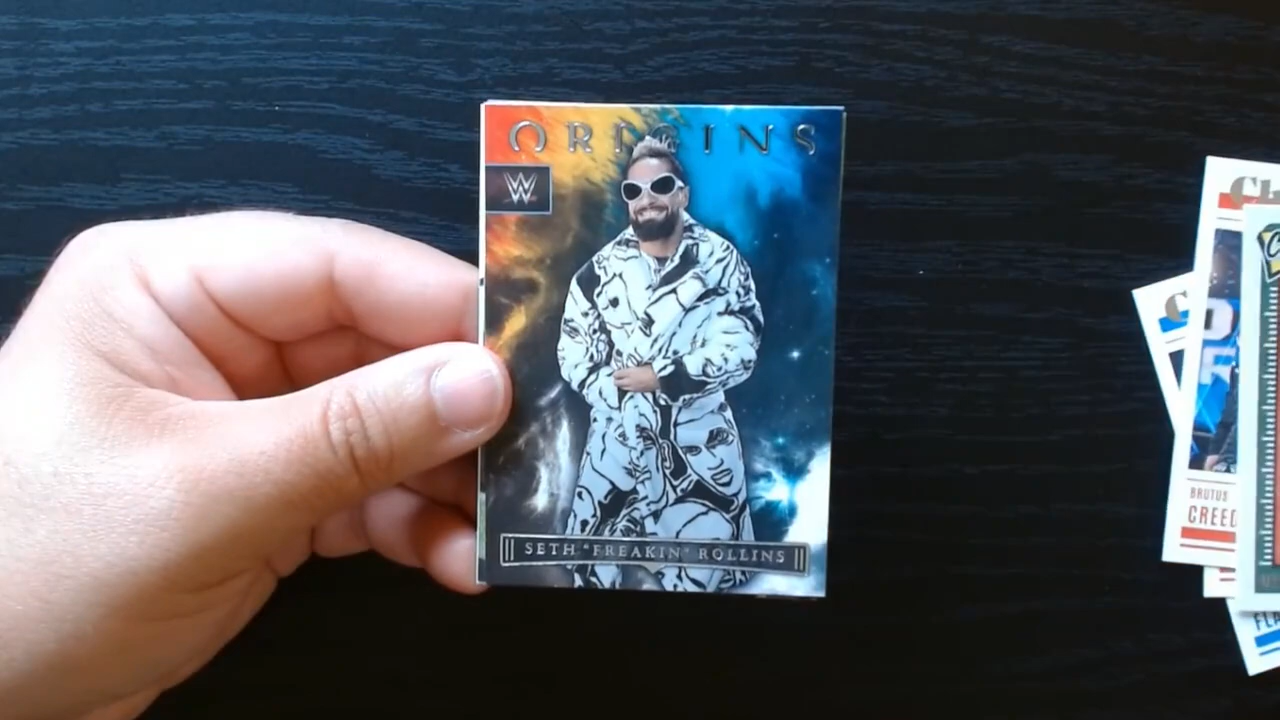 ORIGINS
W
SETH "FREAKIN" ROLLINS
BRUTUS
CREED